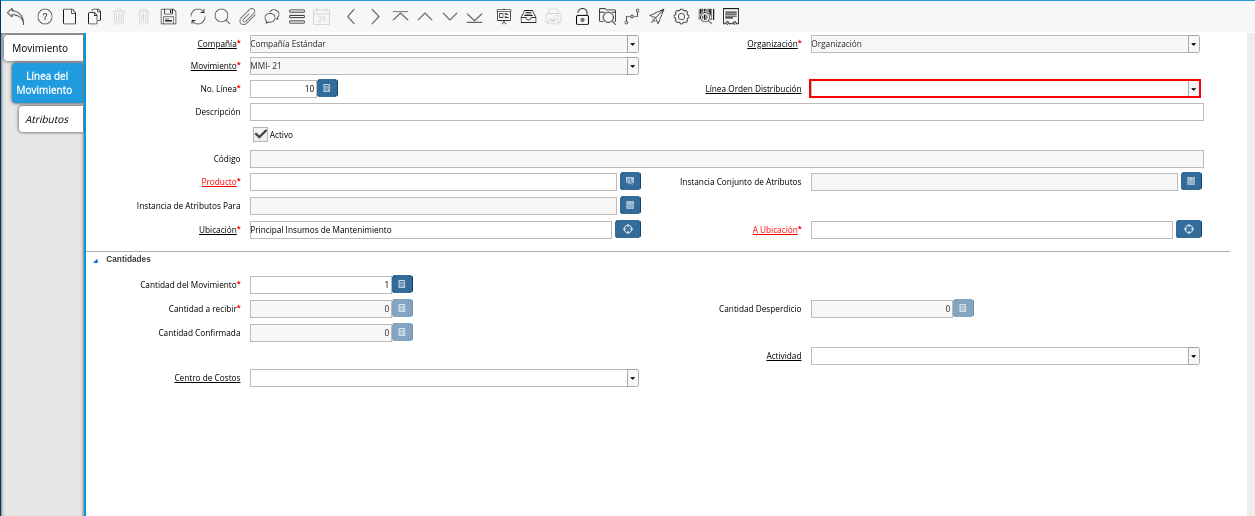 Movimiento
Línea del
Movimiento
Atributos
Compañía* Compañía Estándar Organización* Organización
Movimiento* MMI- 21
No. Línea* 10 Línea Orden Distribución
Descripción
Activo
Código
Producto* Instancia Conjunto de Atributos
Instancia de Atributos Para
Ubicación* Principal Insumos de Mantenimiento A Ubicación*
Cantidades
Cantidad del Movimiento* 1
Cantidad a recibir* 0 Cantidad Desperdicio 0
Cantidad Confirmada 0
Actividad
Centro de Costos